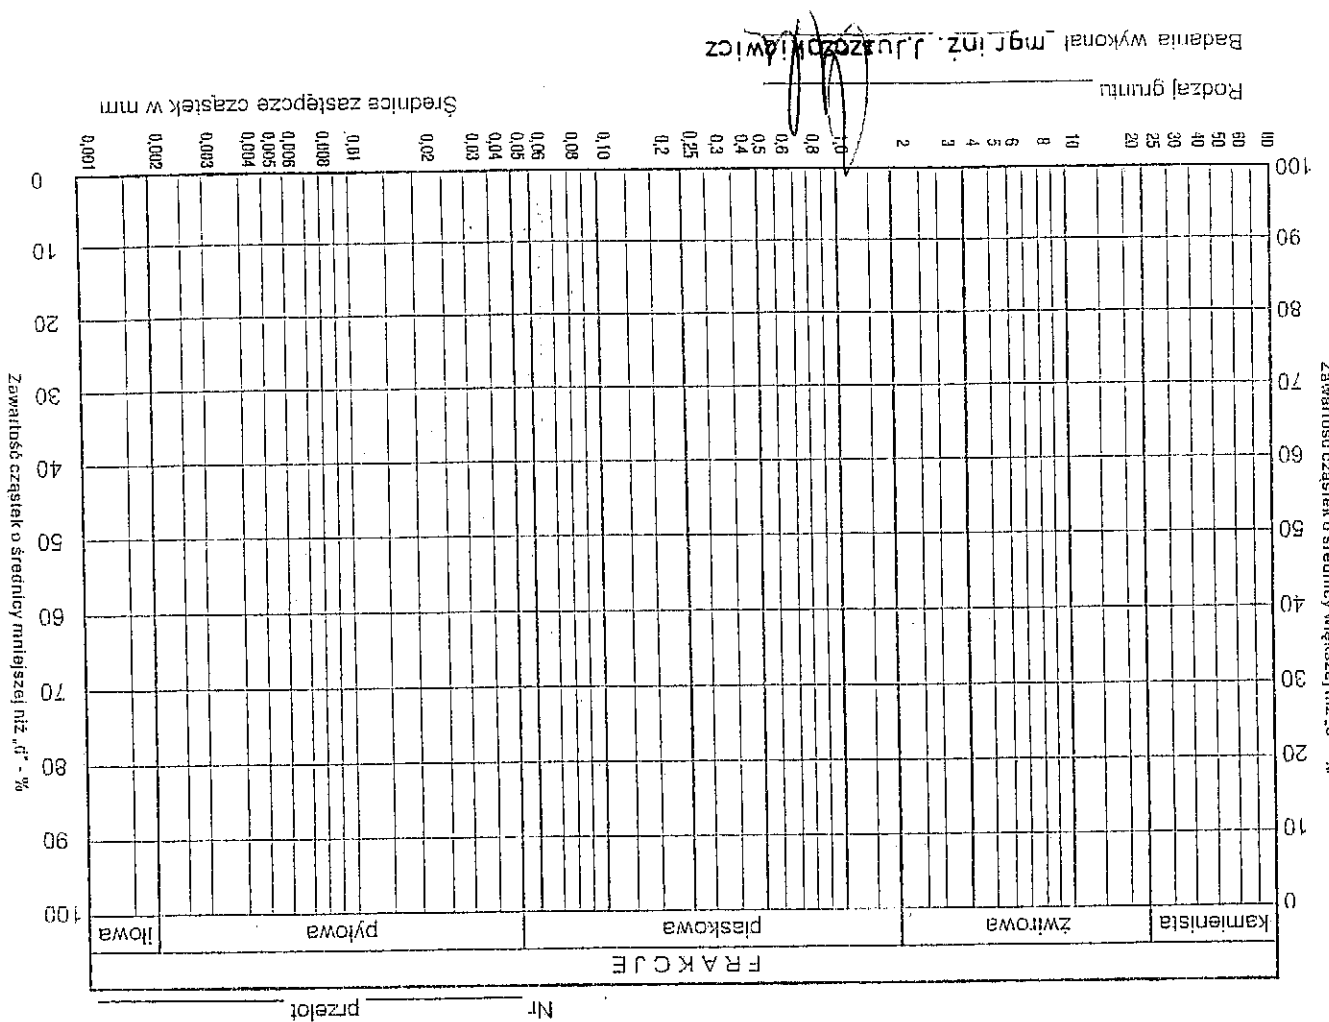 Nr przelot
FRAKCJE
kamienista żwirowa piaskowa pyłowa iłowa
0 100
10 90
20 80
30 70
40 60
50 50
60 40
70 30
80 20
90 10
100 0
Zawartość cząstek o średnicy większej niż
Zawartość cząstek o średnicy mniejszej niż „d" - %
60 50 40 30 25 20 10 8 6 5 4 3 2 1,0 0,8 0,6 0,5 0,4 0,3 0,25 0,2 0,10 0,08 0,06 0,05 0,04 0,03 0,02 0,01 0,008 0,006 0,005 0,004 0,003 0,002 0,001
Rodzaj gruntu
Średnica zastępcze cząstek w mm
Badania wykonał mgr inż. J.Juszczakiewicz